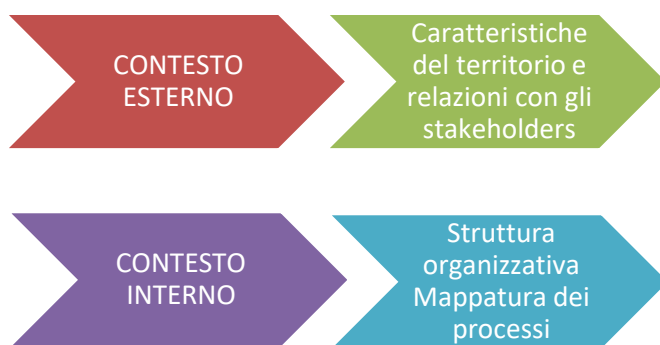 CONTESTO
ESTERNO
Caratteristiche
del territorio e
relazioni con gli
stakeholders
CONTESTO
INTERNO
Struttura
organizzativa
Mappatura dei
processi